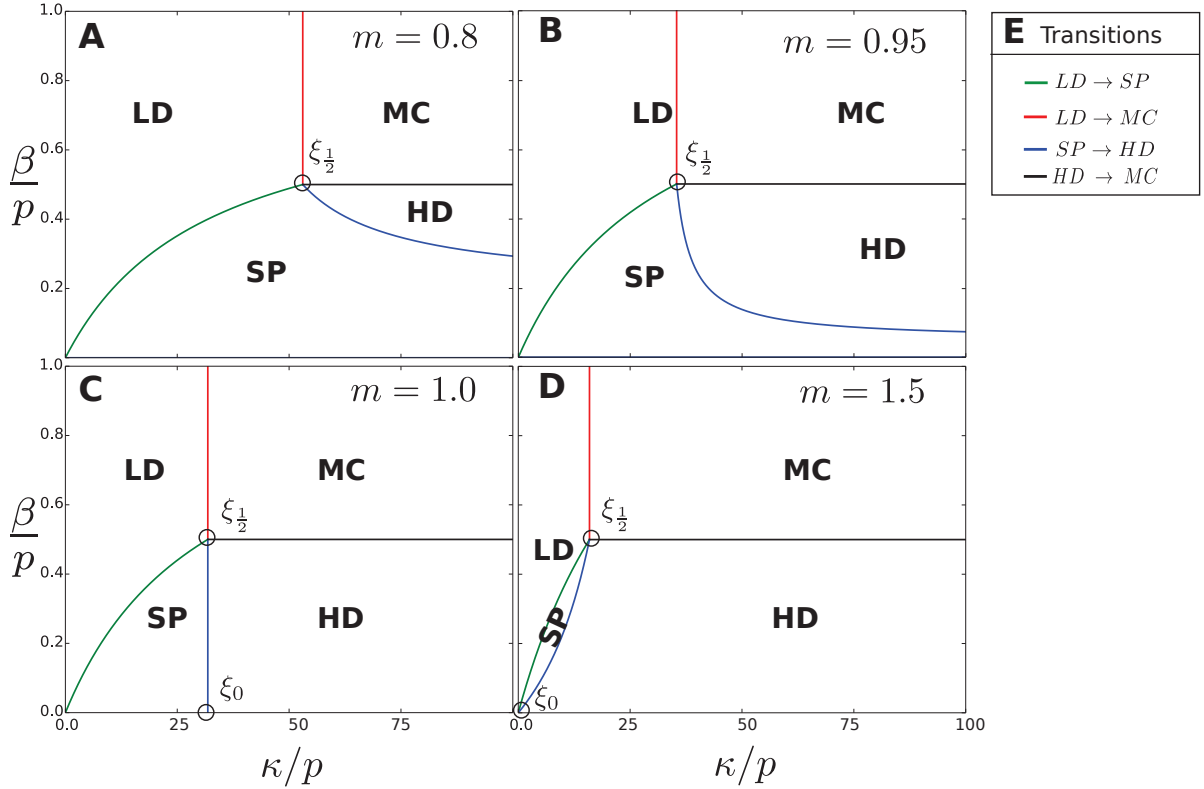 A
m = 0.8
LD
MC
ξ_{1/2}
HD
SP
1.0
0.8
0.6
0.4
0.2
β/p
B
m = 0.95
LD
MC
ξ_{1/2}
HD
SP
E Transitions
LD → SP
LD → MC
SP → HD
HD → MC
C
m = 1.0
LD
MC
ξ_{1/2}
SP
HD
ξ_0
1.0
0.8
0.6
0.4
0.2
0.0
β/p
0.0 25 50 75
κ/p
D
m = 1.5
MC
LD
ξ_{1/2}
SP
HD
ξ_0
0.0 25 50 75 100
κ/p